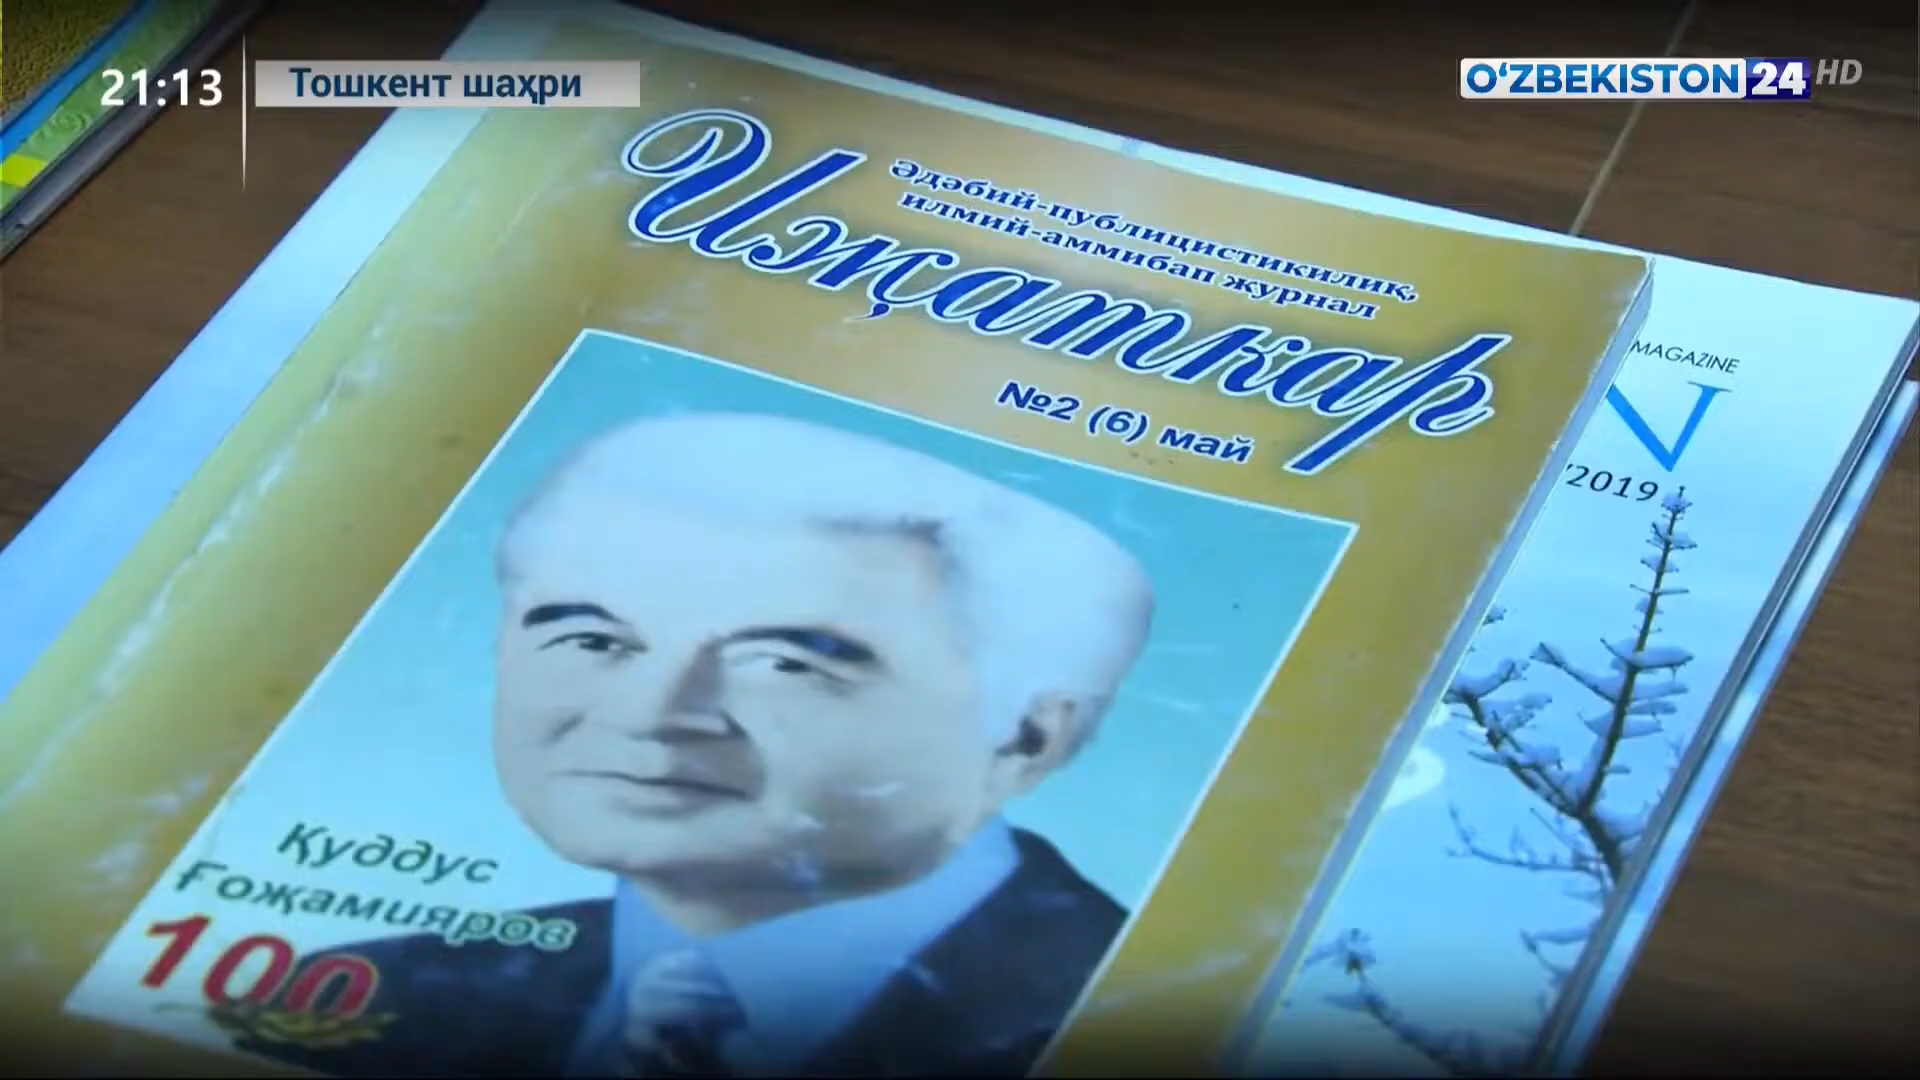 21:13
Тошкент шаҳри
O‘ZBEKISTON 24 HD
Әдәбий-публицистикилиқ,
илмий-аммибап журнал
Ижаткар
№2 (6) май
Қуддус
Ғожамияров
100
MAGAZINE
N
/2019